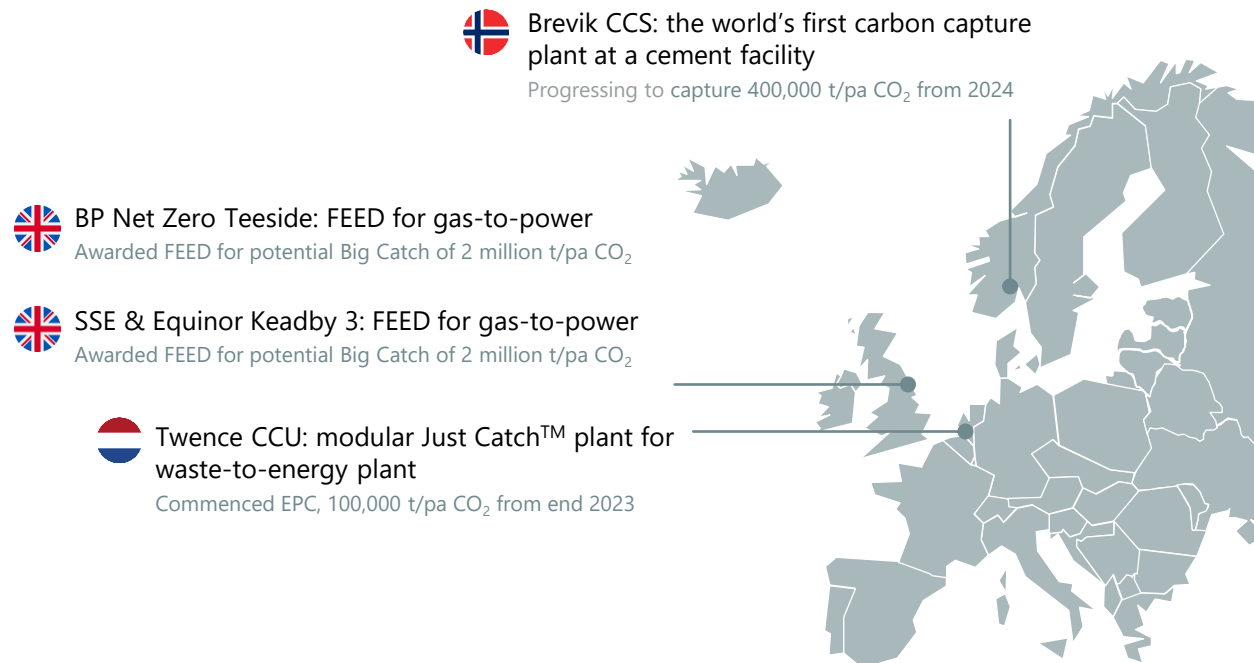 Brevik CCS: the world’s first carbon capture
plant at a cement facility
Progressing to capture 400,000 t/pa CO₂ from 2024
BP Net Zero Teeside: FEED for gas-to-power
Awarded FEED for potential Big Catch of 2 million t/pa CO₂
SSE & Equinor Keadby 3: FEED for gas-to-power
Awarded FEED for potential Big Catch of 2 million t/pa CO₂
Twence CCU: modular Just Catch™ plant for
waste-to-energy plant
Commenced EPC, 100,000 t/pa CO₂ from end 2023